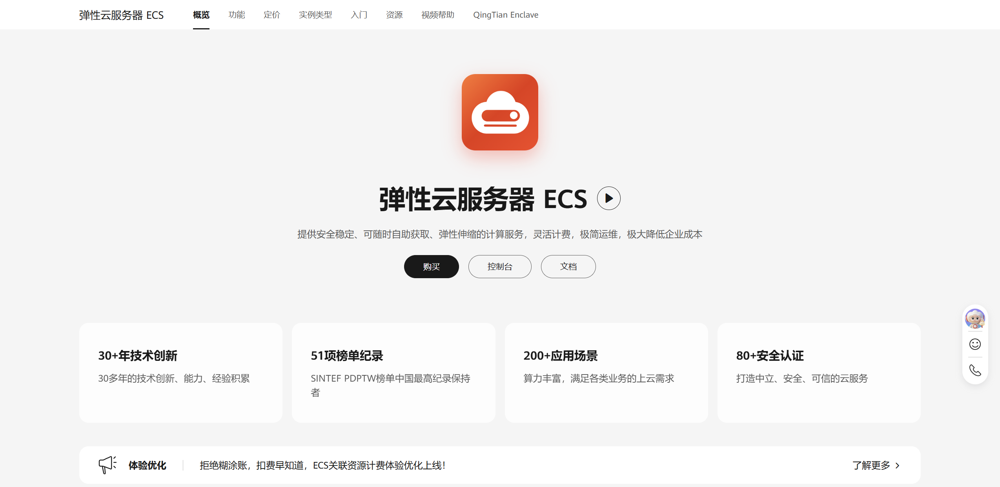 弹性云服务器 ECS
概览 功能 定价 实例类型 入门 资源 视频帮助 QingTian Enclave
弹性云服务器 ECS
提供安全稳定、可随时自助获取、弹性伸缩的计算服务，灵活计费，极简运维，极大降低企业成本
购买 控制台 文档
30+年技术创新
30多年的技术创新、能力、经验积累
51项榜单纪录
SINTEF PDPTW榜单中国最高纪录保持
者
200+应用场景
算力丰富，满足各类业务的上云需求
80+安全认证
打造中立、安全、可信的云服务
体验优化
拒绝糊涂账，扣费早知道，ECS关联资源计费体验优化上线！
了解更多